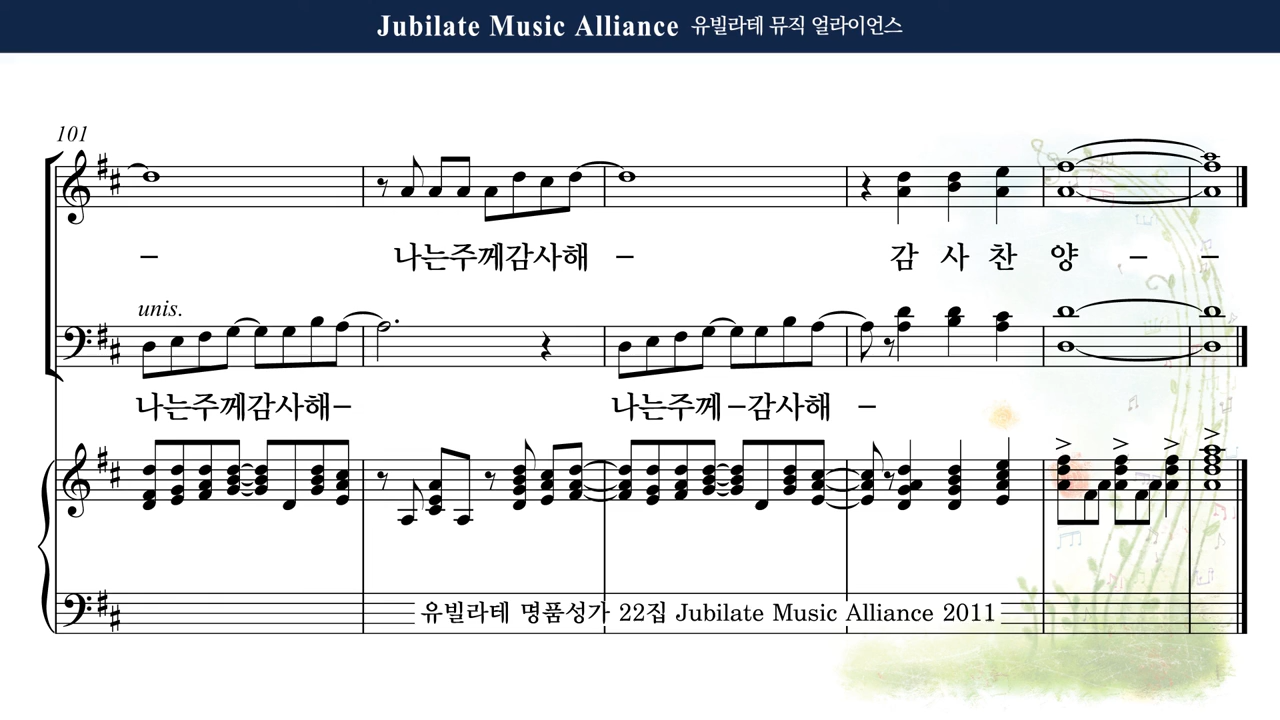 Jubilate Music Alliance 유빌라테 뮤직 얼라이언스
101
– 나는주께감사해 – 감 사 찬 양 – –
unis.
나는주께감사해– 나는주께–감사해 –
유빌라테 명품성가 22집 Jubilate Music Alliance 2011